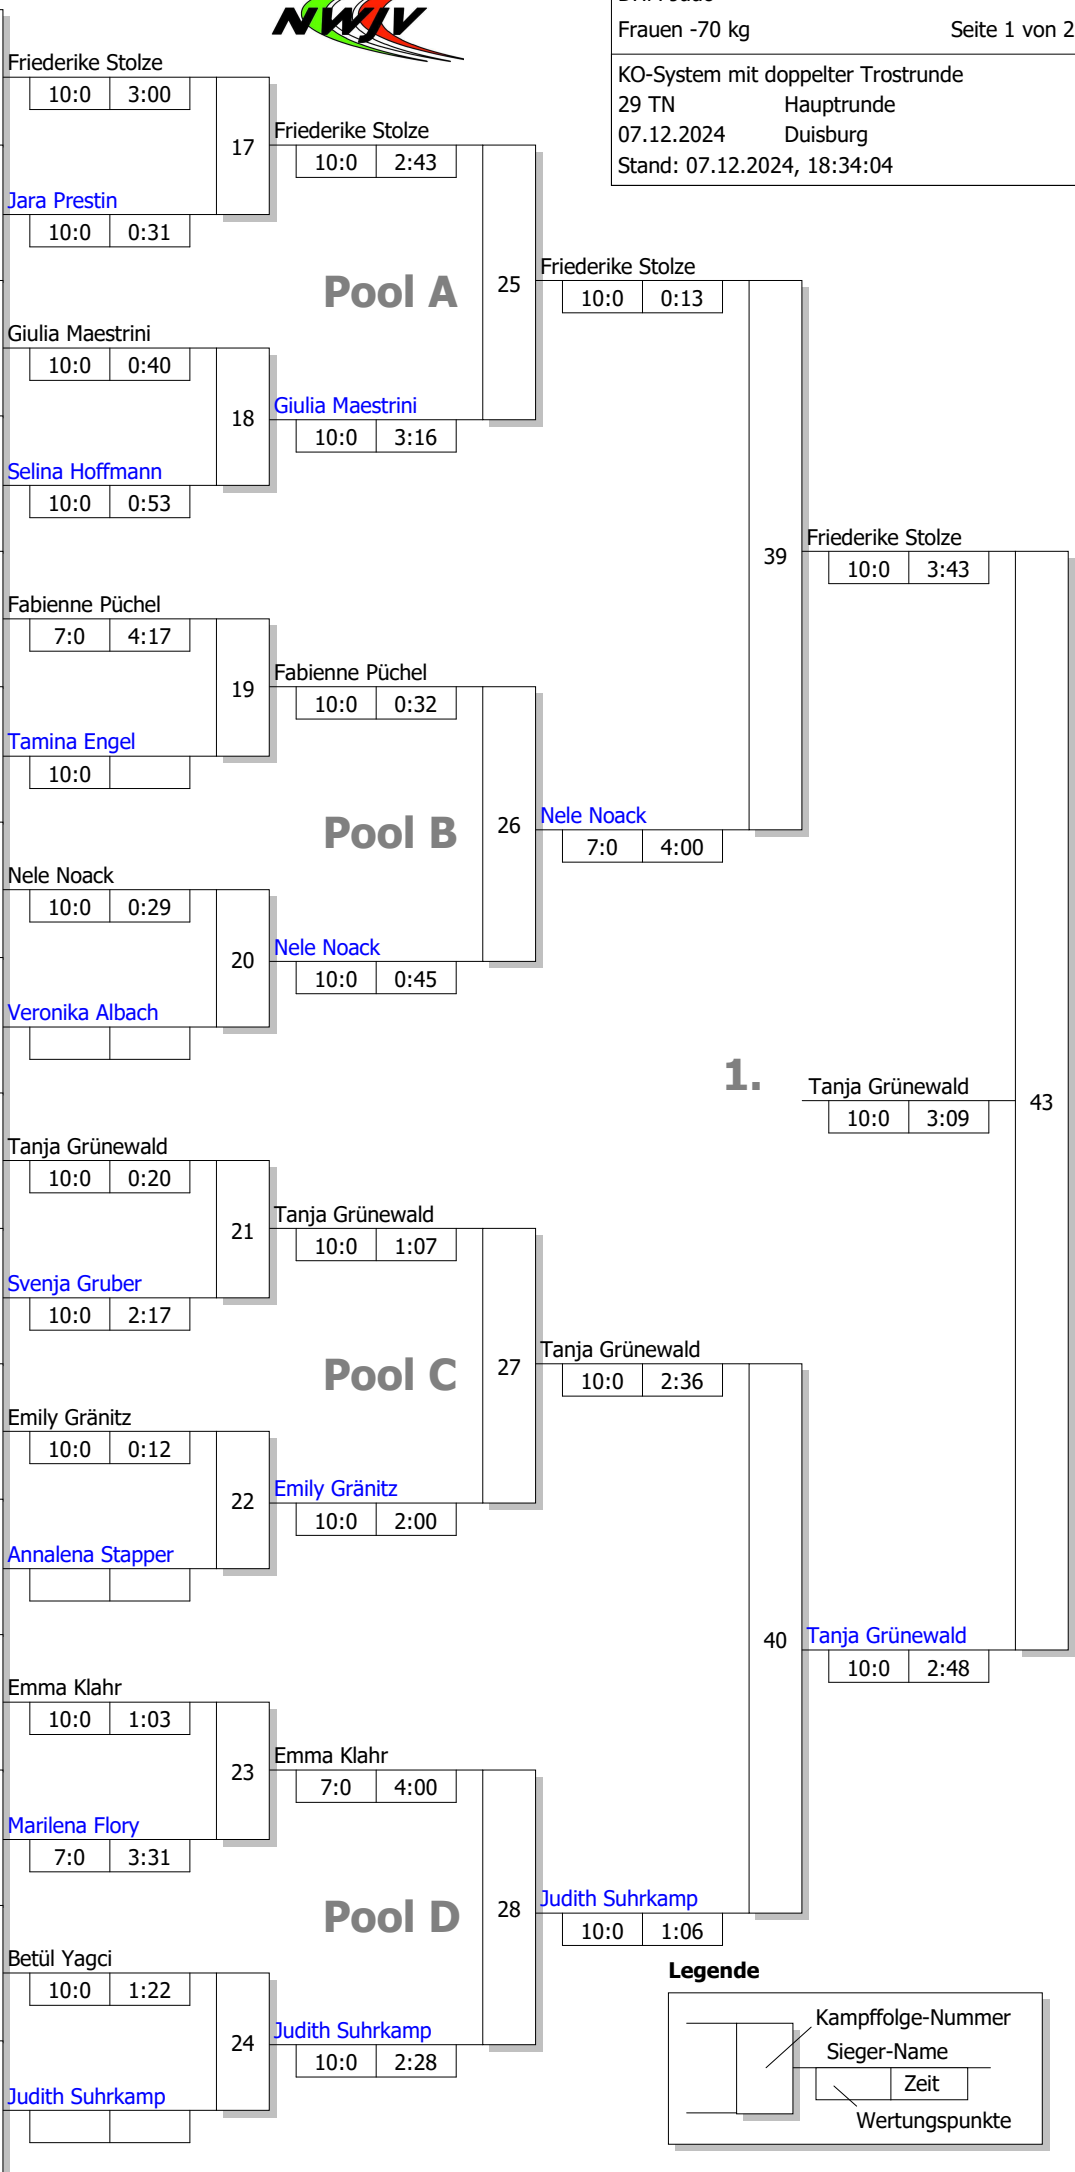 NWJV
Frauen -70 kg Seite 1 von 2
KO-System mit doppelter Trostrunde
29 TN Hauptrunde
07.12.2024 Duisburg
Stand: 07.12.2024, 18:34:04
Friederike Stolze
10:0 3:00
17
Jara Prestin
10:0 0:31
Giulia Maestrini
10:0 0:40
18
Selina Hoffmann
10:0 0:53
Fabienne Püchel
7:0 4:17
19
Tamina Engel
10:0
Nele Noack
10:0 0:29
20
Veronika Albach
Tanja Grünewald
10:0 0:20
21
Svenja Gruber
10:0 2:17
Emily Gränitz
10:0 0:12
22
Annalena Stapper
Emma Klahr
10:0 1:03
23
Marilena Flory
7:0 3:31
Betül Yagci
10:0 1:22
24
Judith Suhrkamp
Friederike Stolze
10:0 2:43
Pool A
25
Giulia Maestrini
10:0 3:16
Fabienne Püchel
10:0 0:32
Pool B
26
Nele Noack
10:0 0:45
Tanja Grünewald
10:0 1:07
Pool C
27
Emily Gränitz
10:0 2:00
Emma Klahr
7:0 4:00
Pool D
28
Judith Suhrkamp
10:0 2:28
Friederike Stolze
10:0 0:13
39
Nele Noack
7:0 4:00
Tanja Grünewald
10:0 2:36
40
Judith Suhrkamp
10:0 1:06
Friederike Stolze
10:0 3:43
1.
Tanja Grünewald
10:0 3:09
43
Tanja Grünewald
10:0 2:48
Legende
Kampffolge-Nummer
Sieger-Name
Zeit
Wertungspunkte